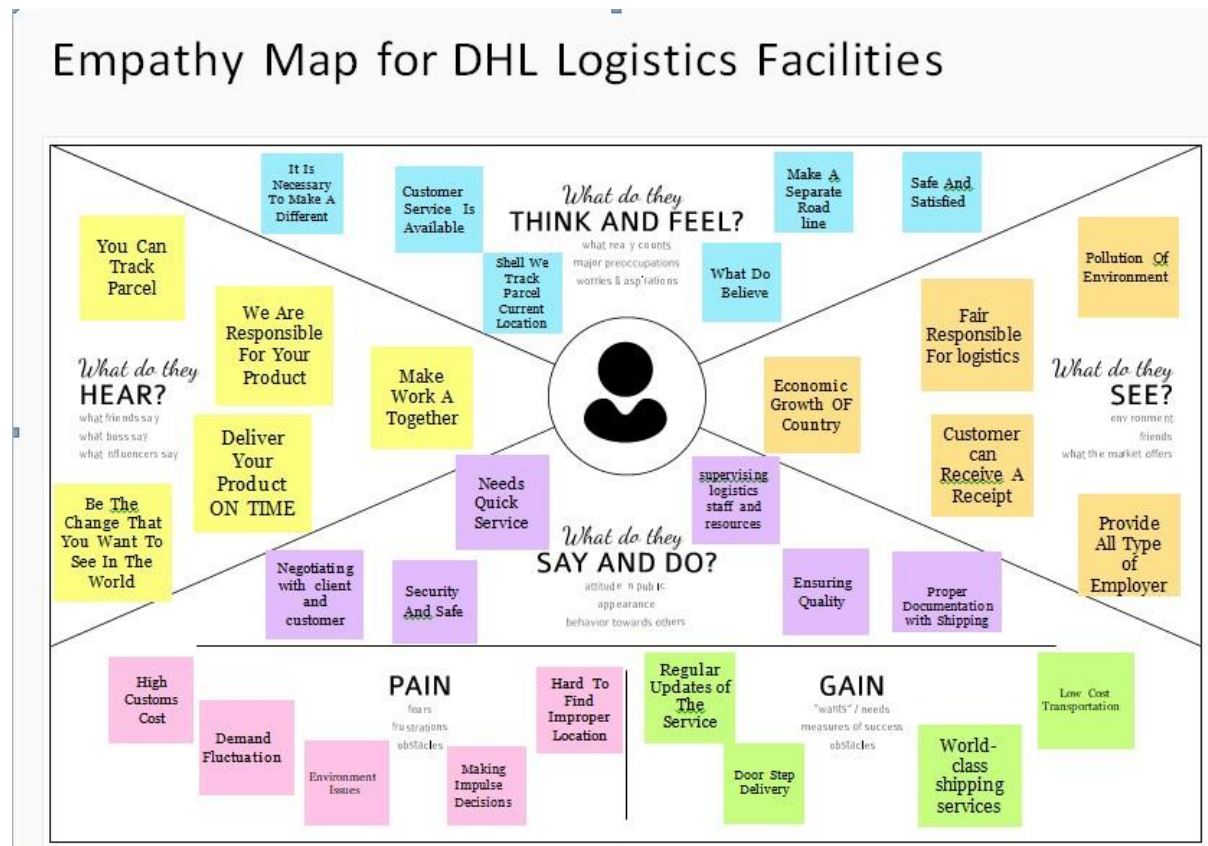 Empathy Map for DHL Logistics Facilities
It Is
Necessary
To Make A
Different
Customer
Service Is
Available
Shell We
Track
Parcel
Current
Location
What do they
THINK AND FEEL?
what rea y counts
major preoccupations
worries & asp'rations
What Do
Believe
Make A
Separate
Road
line
Safe And
Satisfied
You Can
Track
Parcel
We Are
Responsible
For Your
Product
Make
Work A
Together
What do they
HEAR?
what friends say
what boss say
what nfluencers say
Deliver
Your
Product
ON TIME
Be The
Change That
You Want To
See In The
World
Pollution Of
Environment
Fair
Responsible
For logistics
Economic
Growth OF
Country
What do they
SEE?
env ronment
friends
what the market offers
Customer
can
Receive A
Receipt
Provide
All Type
of
Employer
Needs
Quick
Service
supervising
logistics
staff and
resources
What do they
SAY AND DO?
attitude n pub ic
appearance
behavior towards others
Negotiating
with client
and
customer
Security
And Safe
Ensuring
Quality
Proper
Documentation
with Shipping
High
Customs
Cost
Demand
Fluctuation
Environment
Issues
PAIN
fears
frustrations
obstacles
Making
Impulse
Decisions
Hard To
Find
Improper
Location
Regular
Updates of
The
Service
Door Step
Delivery
GAIN
"wants" / needs
measures of success
obstacles
World-
class
shipping
services
Low Cost
Transportation